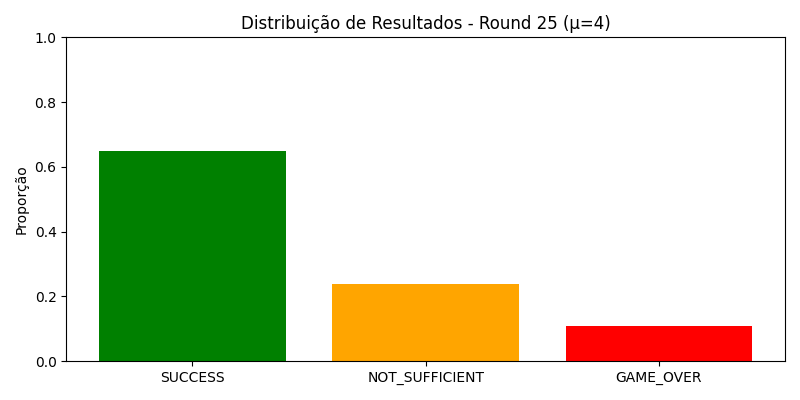 Distribuição de Resultados - Round 25 (μ=4)
Proporção
1.0
0.8
0.6
0.4
0.2
0.0
SUCCESS
NOT_SUFFICIENT
GAME_OVER